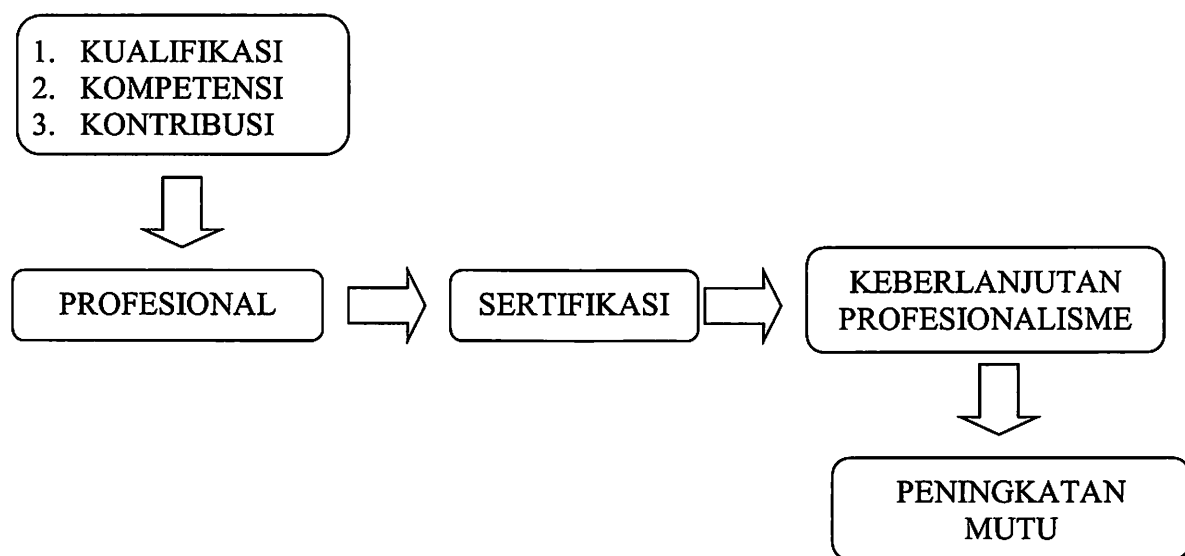 1. KUALIFIKASI
2. KOMPETENSI
3. KONTRIBUSI
PROFESIONAL
SERTIFIKASI
KEBERLANJUTAN
PROFESIONALISME
PENINGKATAN
MUTU